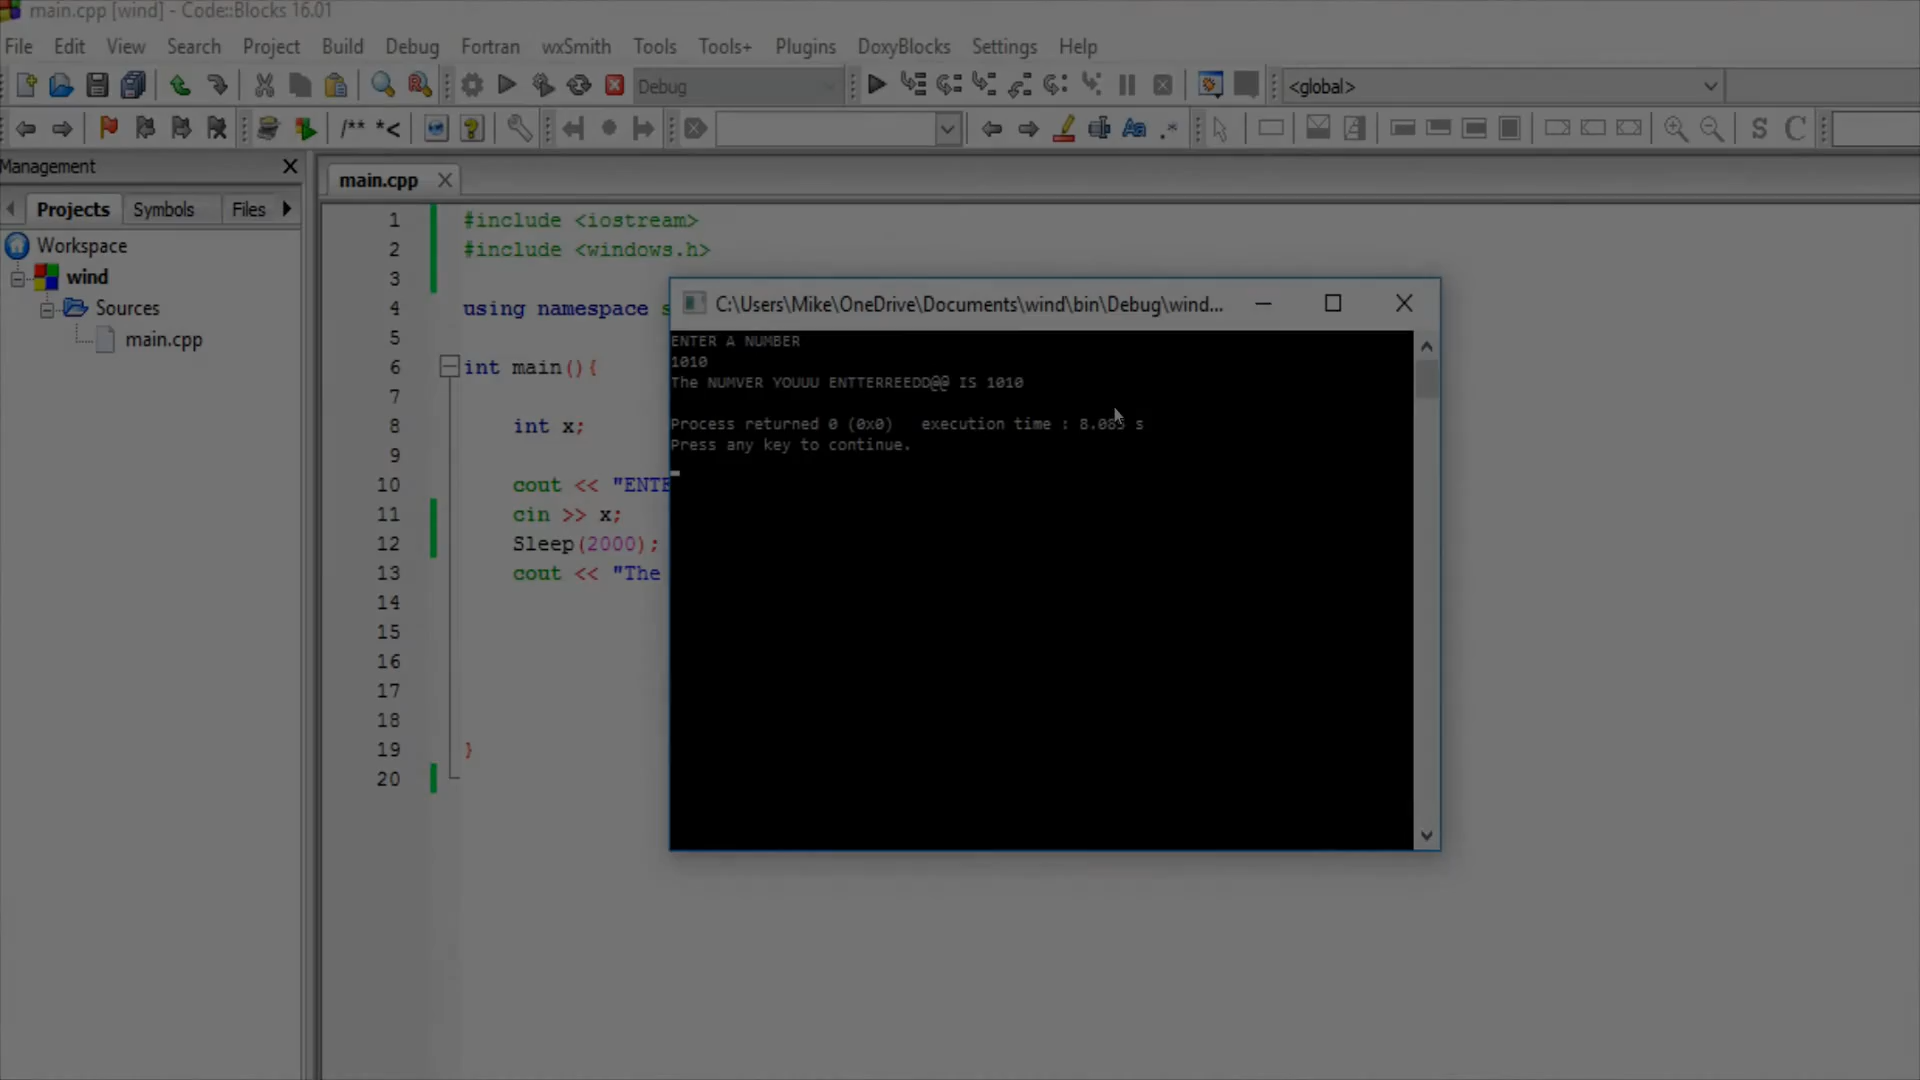 main.cpp [wind] - Code::Blocks 16.01
File Edit View Search Project Build Debug Fortran wxSmith Tools Tools+ Plugins DoxyBlocks Settings Help
Debug
<global>
/** *<
.*
S C
Management
main.cpp
Projects Symbols Files
Workspace
wind
Sources
main.cpp
1 #include <iostream>
2 #include <windows.h>
3
4 using namespace s
5
6 int main(){
7
8 int x;
9
10 cout << "ENTE
11 cin >> x;
12 Sleep(2000);
13 cout << "The
14
15
16
17
18
19 }
20
C:\Users\Mike\OneDrive\Documents\wind\bin\Debug\wind...
ENTER A NUMBER
1010
The NUMVER YOUUU ENTTERREEDD@@ IS 1010
Process returned 0 (0x0) execution time : 8.085 s
Press any key to continue.